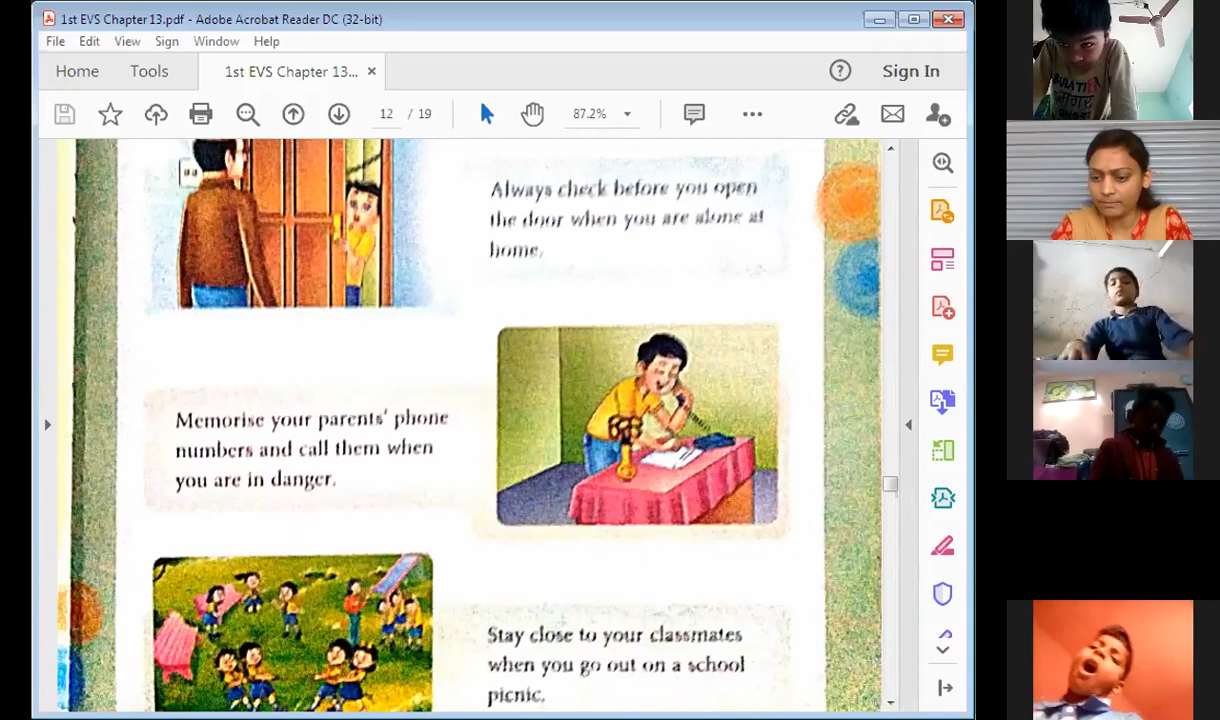 1st EVS Chapter 13.pdf - Adobe Acrobat Reader DC (32-bit)
File Edit View Sign Window Help
Home Tools 1st EVS Chapter 13... × ? Sign In
12 / 19 87.2%
Always check before you open
the door when you are alone at
home.
Memorise your parents' phone
numbers and call them when
you are in danger.
Stay close to your classmates
when you go out on a school
picnic.